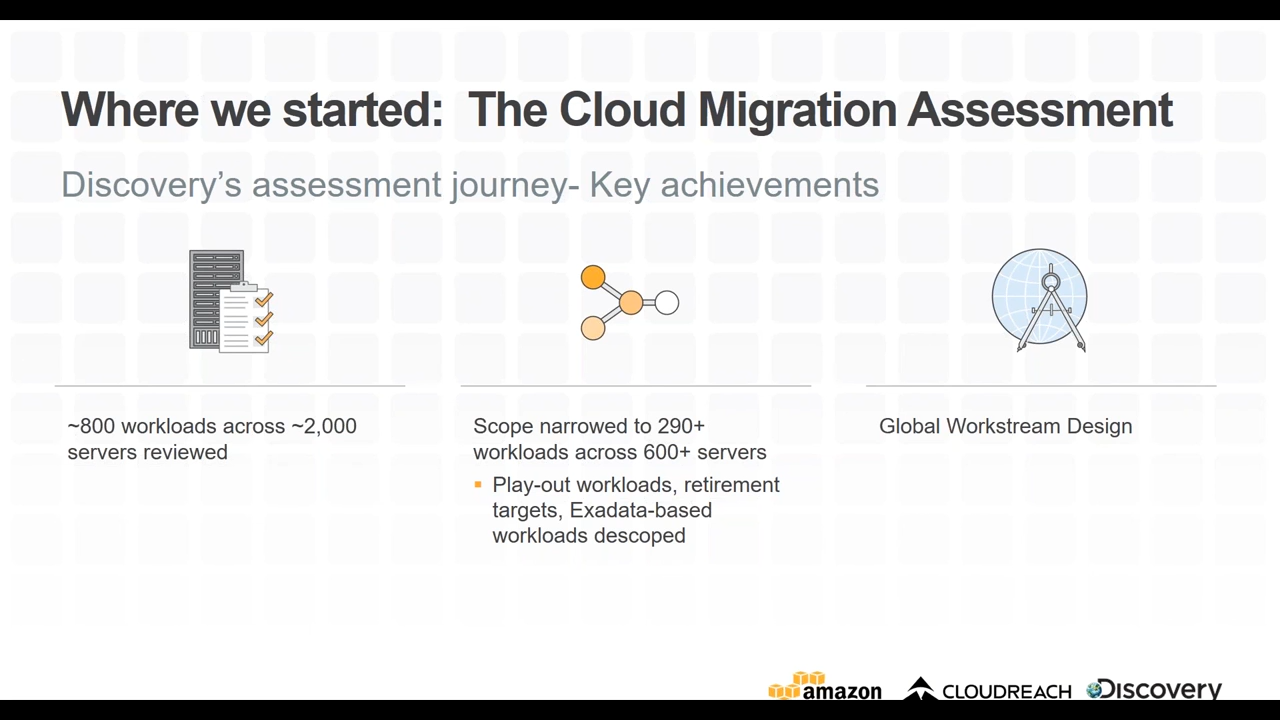 Where we started:  The Cloud Migration Assessment
Discovery’s assessment journey- Key achievements
~800 workloads across ~2,000
servers reviewed
Scope narrowed to 290+
workloads across 600+ servers
Play-out workloads, retirement
targets, Exadata-based
workloads descoped
Global Workstream Design
amazon
CLOUDREACH
Discovery